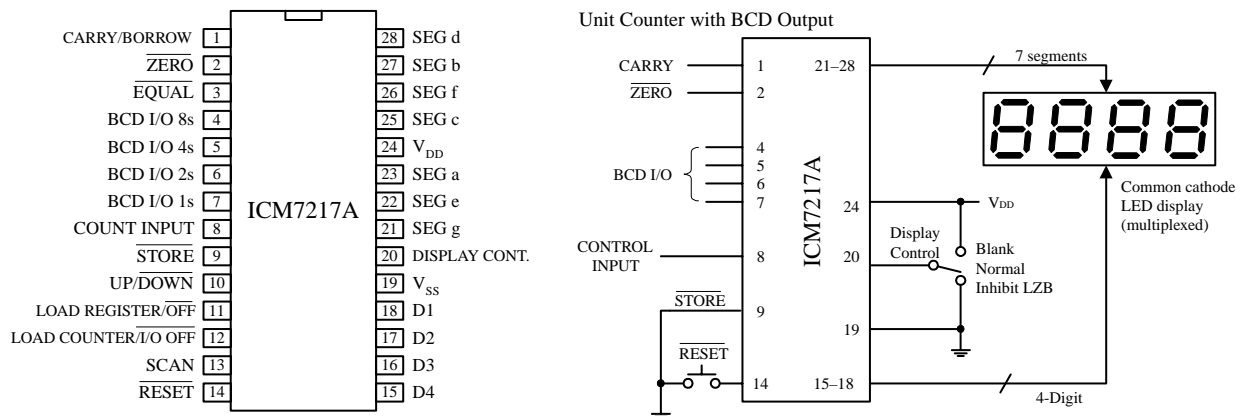 CARRY/BORROW 1
ZERO 2
EQUAL 3
BCD I/O 8s 4
BCD I/O 4s 5
BCD I/O 2s 6
BCD I/O 1s 7
COUNT INPUT 8
STORE 9
UP/DOWN 10
LOAD REGISTER/OFF 11
LOAD COUNTER/I/O OFF 12
SCAN 13
RESET 14
ICM7217A
28 SEG d
27 SEG b
26 SEG f
25 SEG c
24 VDD
23 SEG a
22 SEG e
21 SEG g
20 DISPLAY CONT.
19 VSS
18 D1
17 D2
16 D3
15 D4
Unit Counter with BCD Output
CARRY 1
ZERO 2
BCD I/O
4
5
6
7
CONTROL
INPUT
8
STORE 9
RESET 14
ICM7217A
21–28
24
20
19
15–18
7 segments
8888
Common cathode
LED display
(multiplexed)
VDD
Display
Control
Blank
Normal
Inhibit LZB
4-Digit